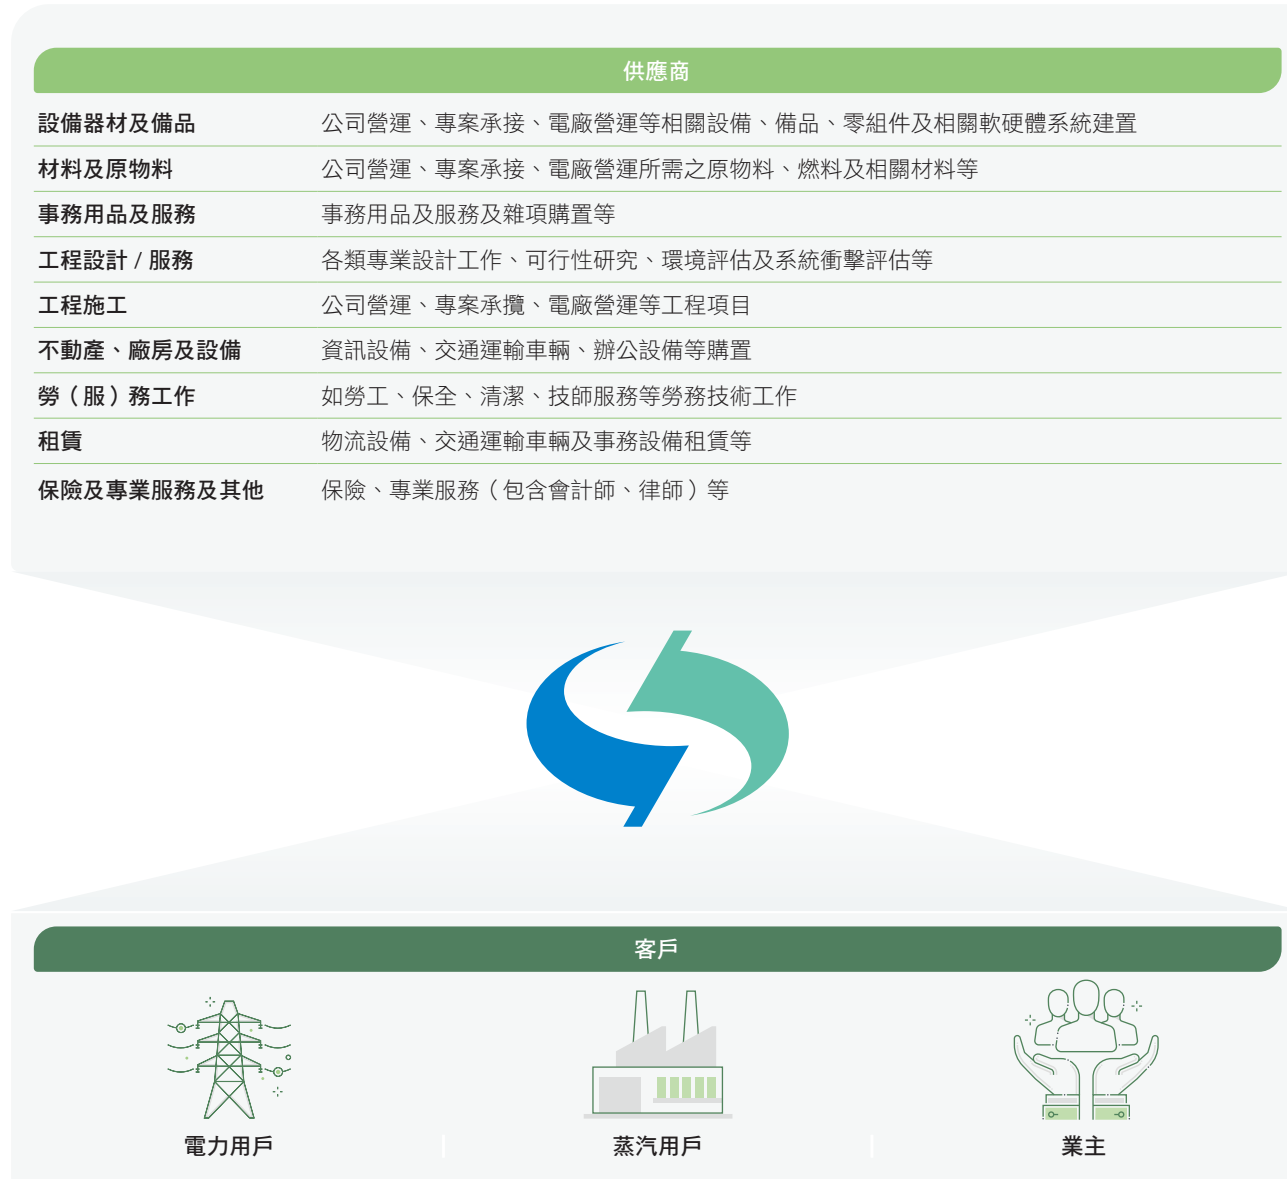 供應商
設備器材及備品 公司營運、專案承接、電廠營運等相關設備、備品、零組件及相關軟硬體系統建置
材料及原物料 公司營運、專案承接、電廠營運所需之原物料、燃料及相關材料等
事務用品及服務 事務用品及服務及雜項購置等
工程設計 / 服務 各類專業設計工作、可行性研究、環境評估及系統衝擊評估等
工程施工 公司營運、專案承攬、電廠營運等工程項目
不動產、廠房及設備 資訊設備、交通運輸車輛、辦公設備等購置
勞（服）務工作 如勞工、保全、清潔、技師服務等勞務技術工作
租賃 物流設備、交通運輸車輛及事務設備租賃等
保險及專業服務及其他 保險、專業服務（包含會計師、律師）等
客戶
電力用戶
蒸汽用戶
業主